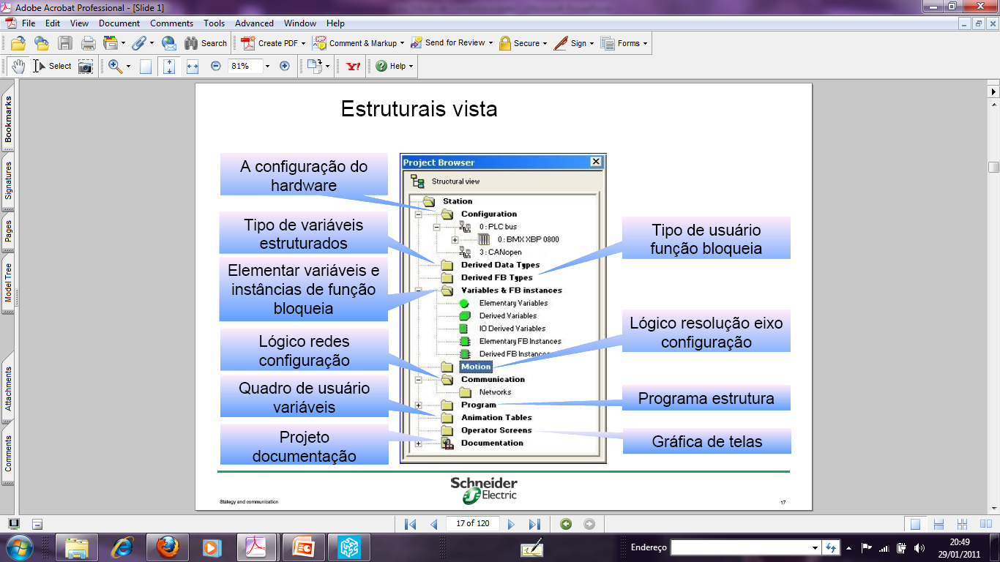 Adobe Acrobat Professional - [Slide 1]
File Edit View Document Comments Tools Advanced Window Help
Search Create PDF Comment & Markup Send for Review Secure Sign Forms
Select 81% Y! Help
Bookmarks
Signatures
Pages
Model Tree
Attachments
Comments
Estruturais vista
A configuração do
hardware
Tipo de variáveis
estruturados
Elementar variáveis e
instâncias de função
bloqueia
Lógico redes
configuração
Quadro de usuário
variáveis
Projeto
documentação
Project Browser
Structural view
Station
Configuration
0 : PLC bus
0 : BMX XBP 0800
3 : CANopen
Derived Data Types
Derived FB Types
Variables & FB instances
Elementary Variables
Derived Variables
IO Derived Variables
Elementary FB Instances
Derived FB Instances
Motion
Communication
Networks
Program
Animation Tables
Operator Screens
Documentation
Tipo de usuário
função bloqueia
Lógico resolução eixo
configuração
Programa estrutura
Gráfica de telas
Schneider
Electric
Stategy and communication
17
17 of 120
Endereço
20:49
29/01/2011